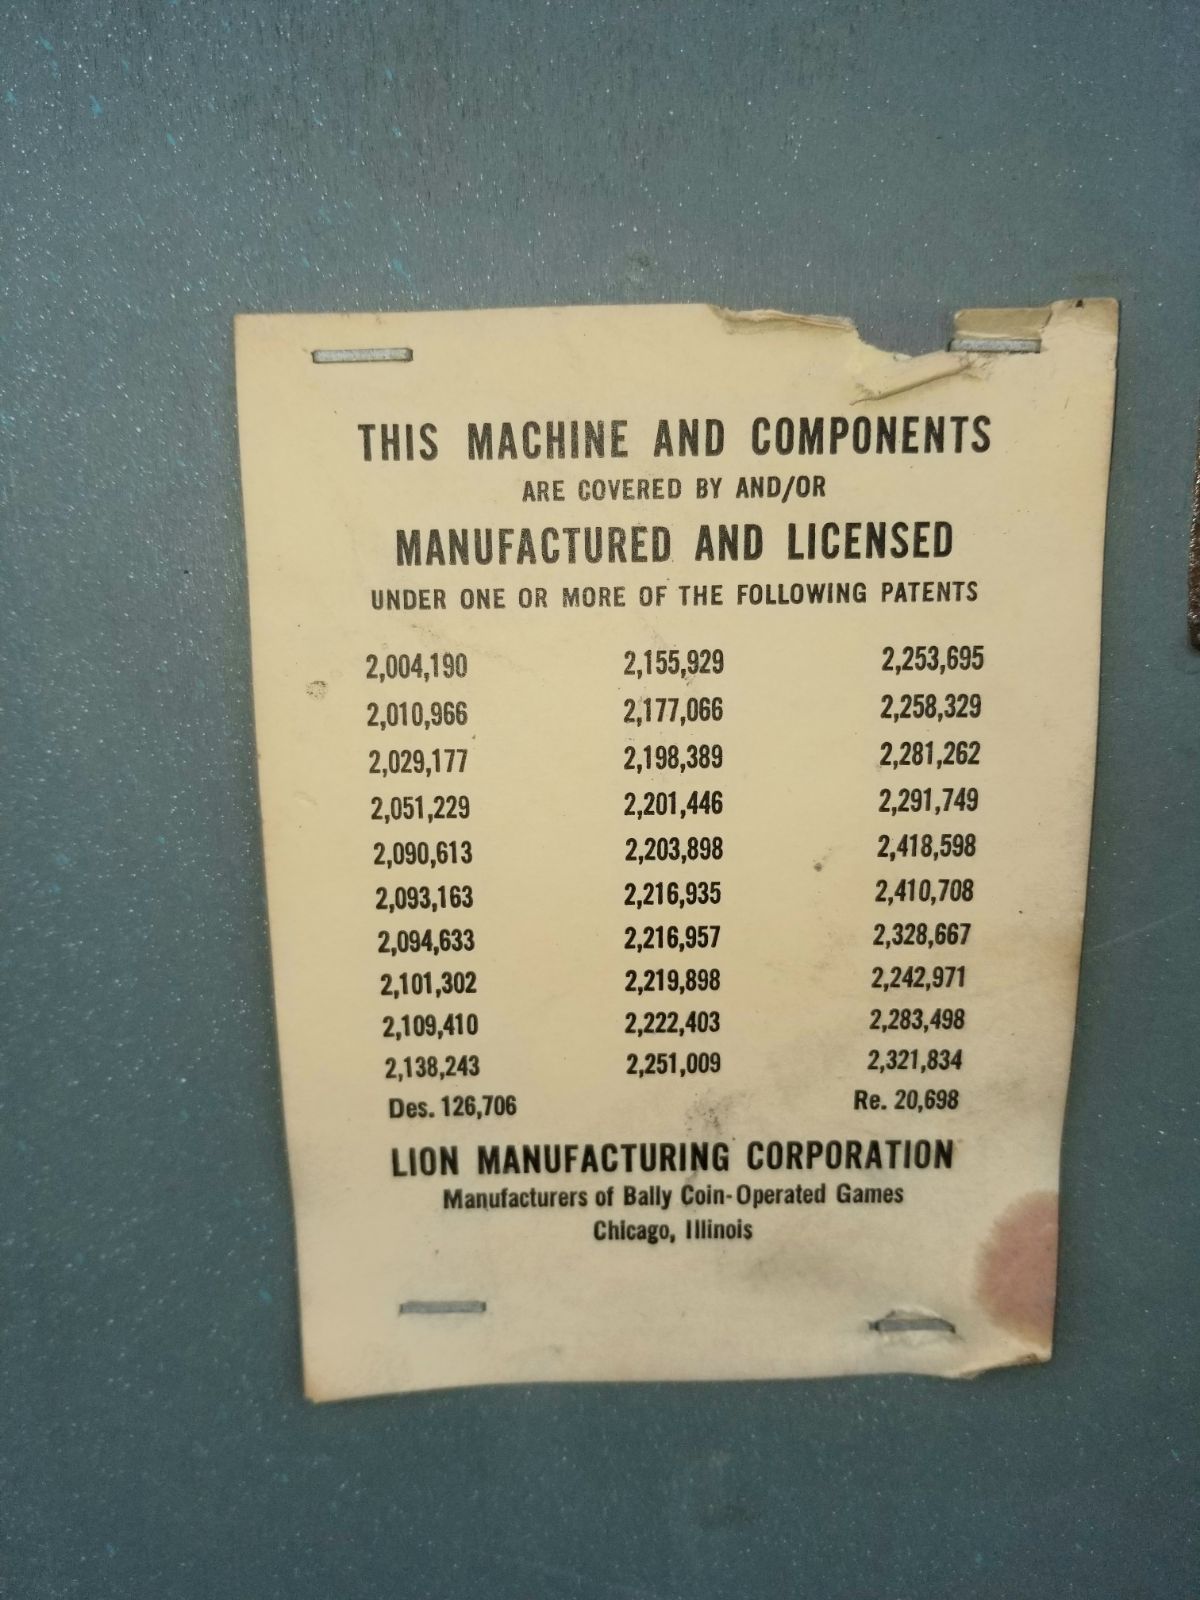 THIS MACHINE AND COMPONENTS
ARE COVERED BY AND/OR
MANUFACTURED AND LICENSED
UNDER ONE OR MORE OF THE FOLLOWING PATENTS
2,004,190 2,155,929 2,253,695
2,010,966 2,177,066 2,258,329
2,029,177 2,198,389 2,281,262
2,051,229 2,201,446 2,291,749
2,090,613 2,203,898 2,418,598
2,093,163 2,216,935 2,410,708
2,094,633 2,216,957 2,328,667
2,101,302 2,219,898 2,242,971
2,109,410 2,222,403 2,283,498
2,138,243 2,251,009 2,321,834
Des. 126,706 Re. 20,698
LION MANUFACTURING CORPORATION
Manufacturers of Bally Coin-Operated Games
Chicago, Illinois